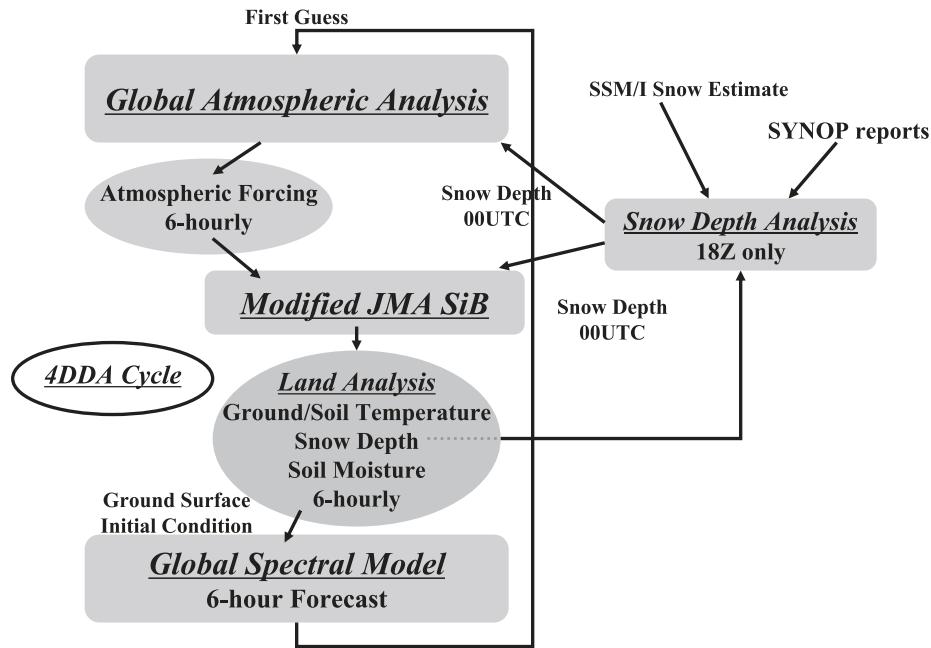 First Guess
Global Atmospheric Analysis
SSM/I Snow Estimate
SYNOP reports
Atmospheric Forcing
6-hourly
Snow Depth
00UTC
Snow Depth Analysis
18Z only
Modified JMA SiB
Snow Depth
00UTC
4DDA Cycle
Land Analysis
Ground/Soil Temperature
Snow Depth
Soil Moisture
6-hourly
Ground Surface
Initial Condition
Global Spectral Model
6-hour Forecast